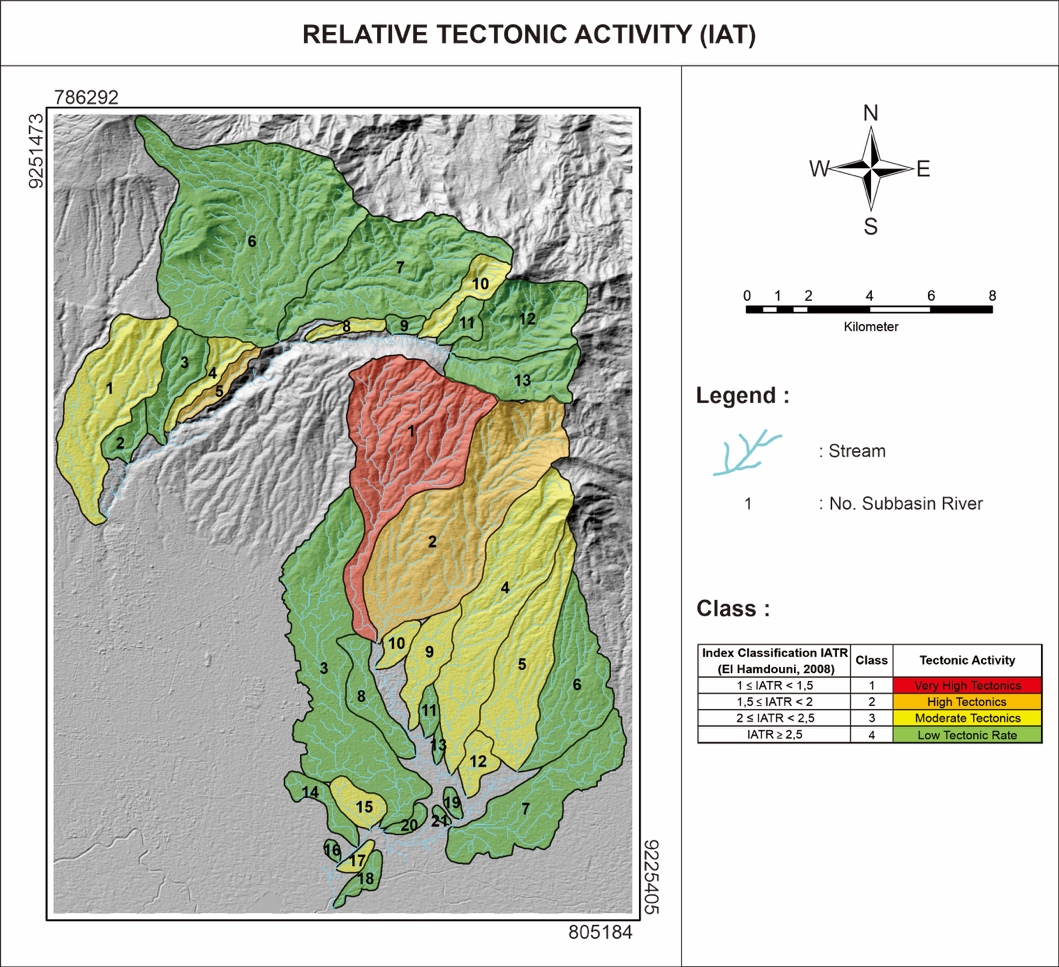 RELATIVE TECTONIC ACTIVITY (IAT)
786292
9251473
6
7
10
8
9
11
12
13
1
3
4
5
2
1
2
4
3
10
9
5
6
8
11
13
12
14
15
19
7
20
21
16
17
18
9225405
805184
N
W
E
S
0 1 2 4 6 8
Kilometer
Legend :
: Stream
1 : No. Subbasin River
Class :
Index Classification IATR (El Hamdouni, 2008) Class Tectonic Activity
1 ≤ IATR < 1,5 1 Very High Tectonics
1,5 ≤ IATR < 2 2 High Tectonics
2 ≤ IATR < 2,5 3 Moderate Tectonics
IATR ≥ 2,5 4 Low Tectonic Rate